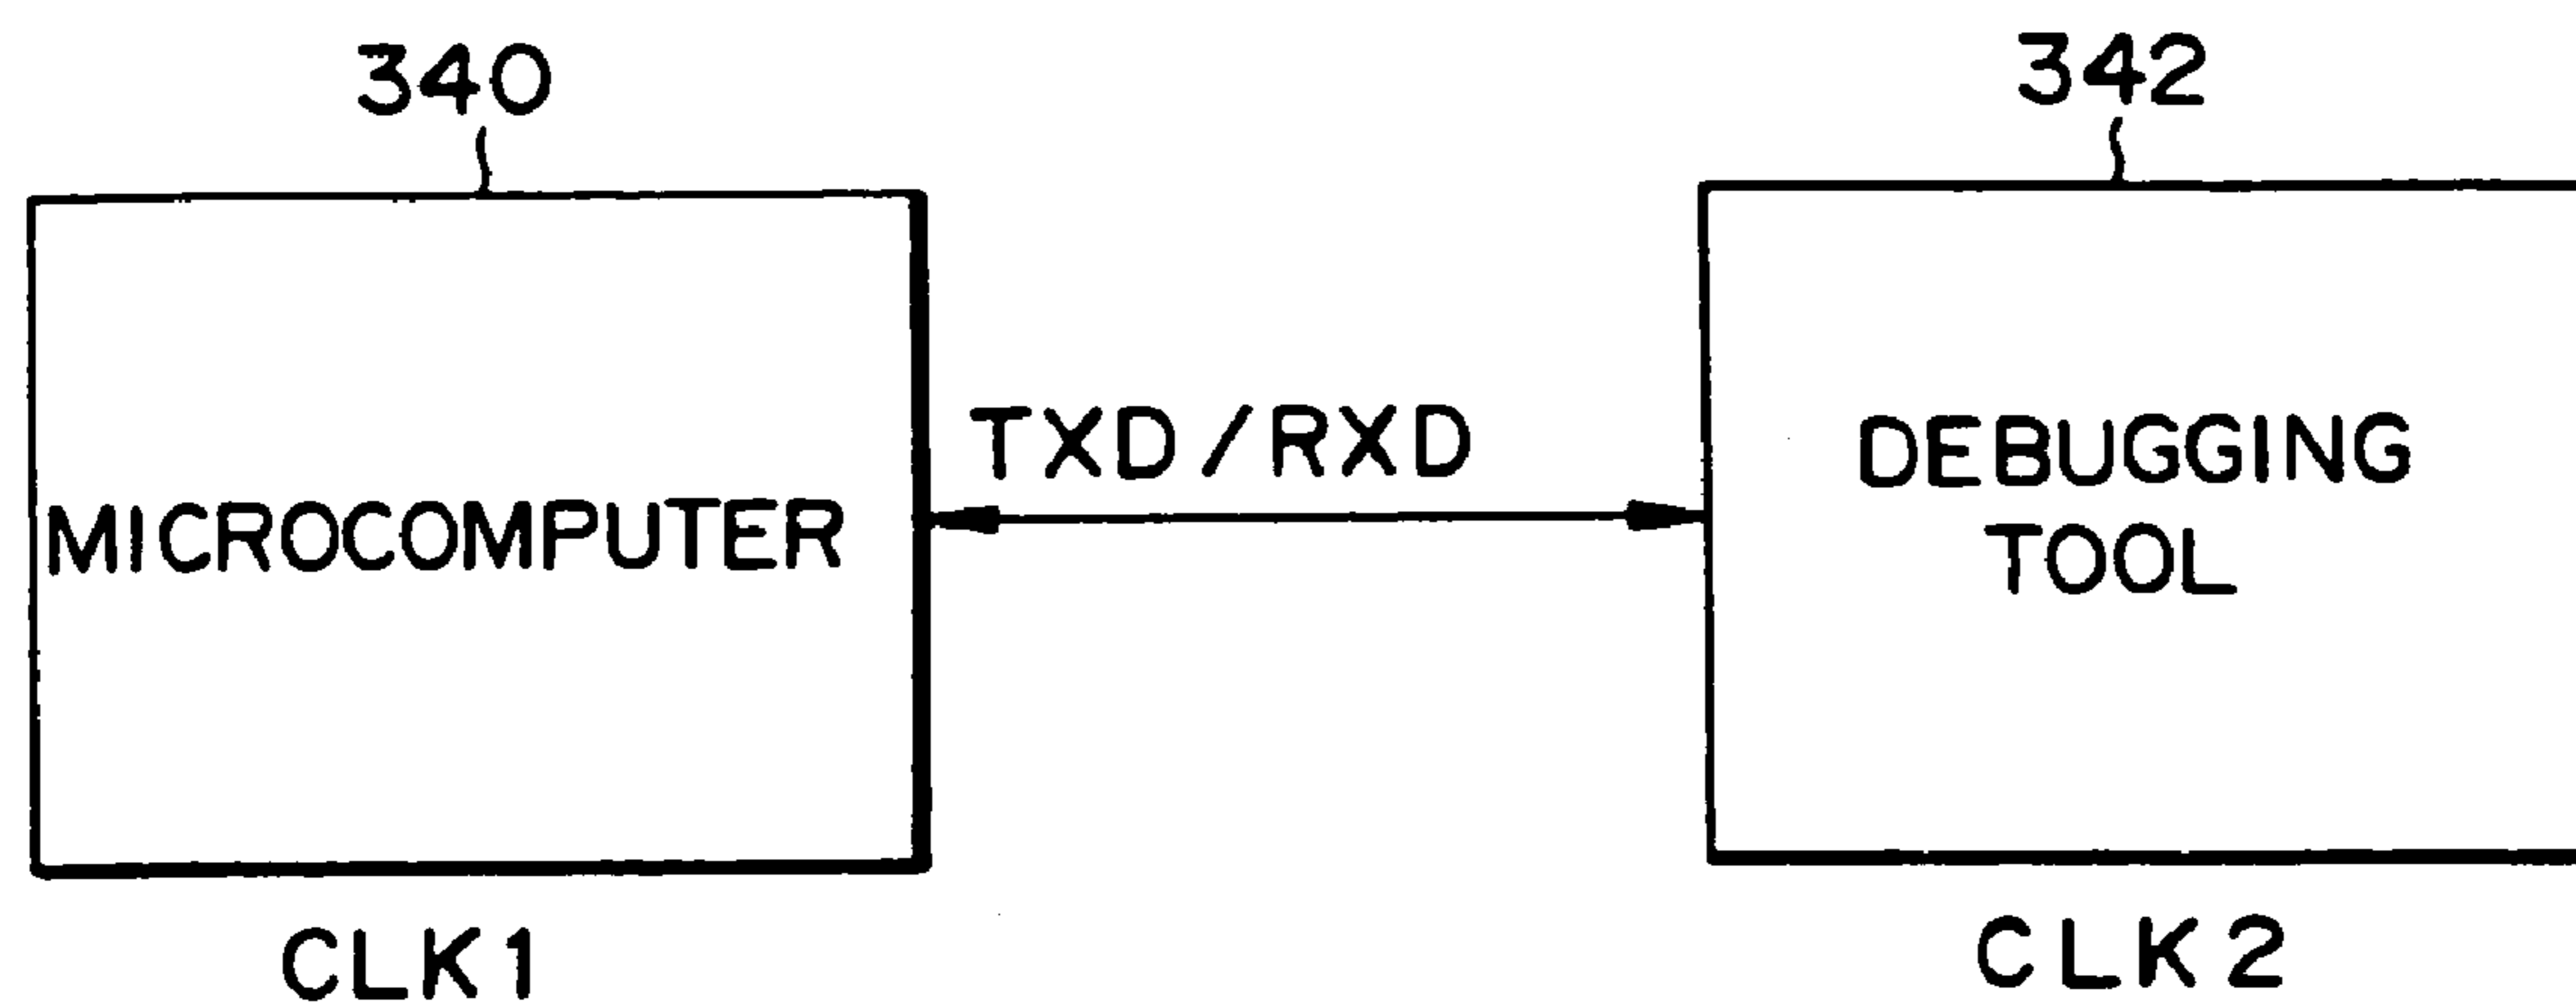 340
342
MICROCOMPUTER
TXD/RXD
DEBUGGING
TOOL
CLK1
CLK2